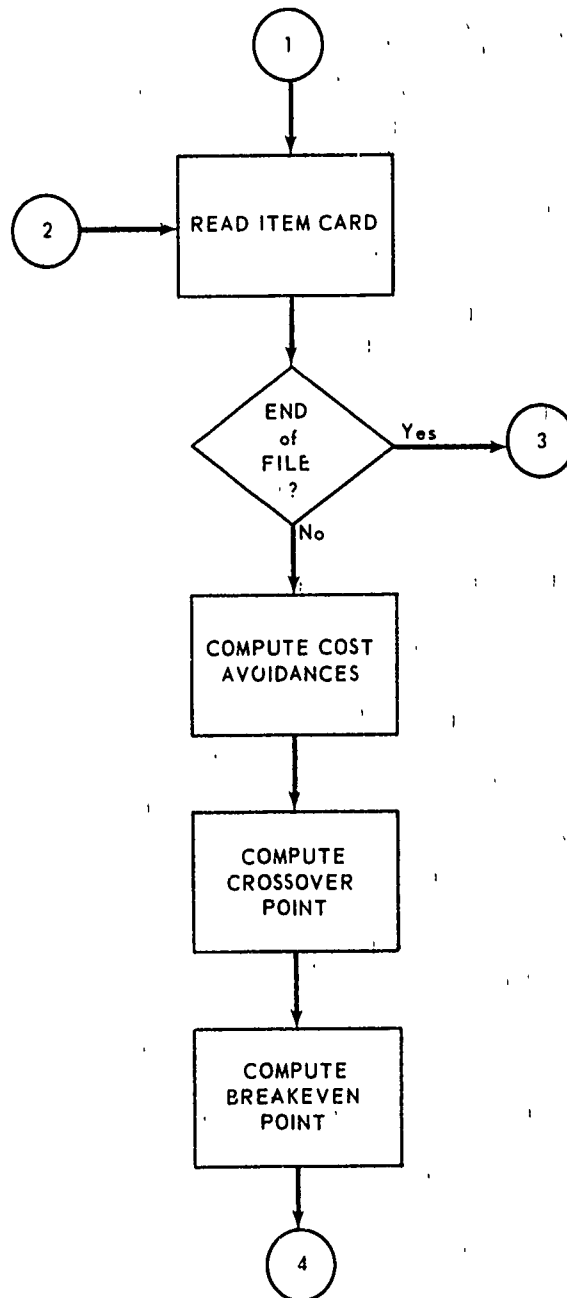 1
2
READ ITEM CARD
END
of
FILE
?
Yes
3
No
COMPUTE COST
AVOIDANCES
COMPUTE
CROSSOVER
POINT
COMPUTE
BREAKEVEN
POINT
4